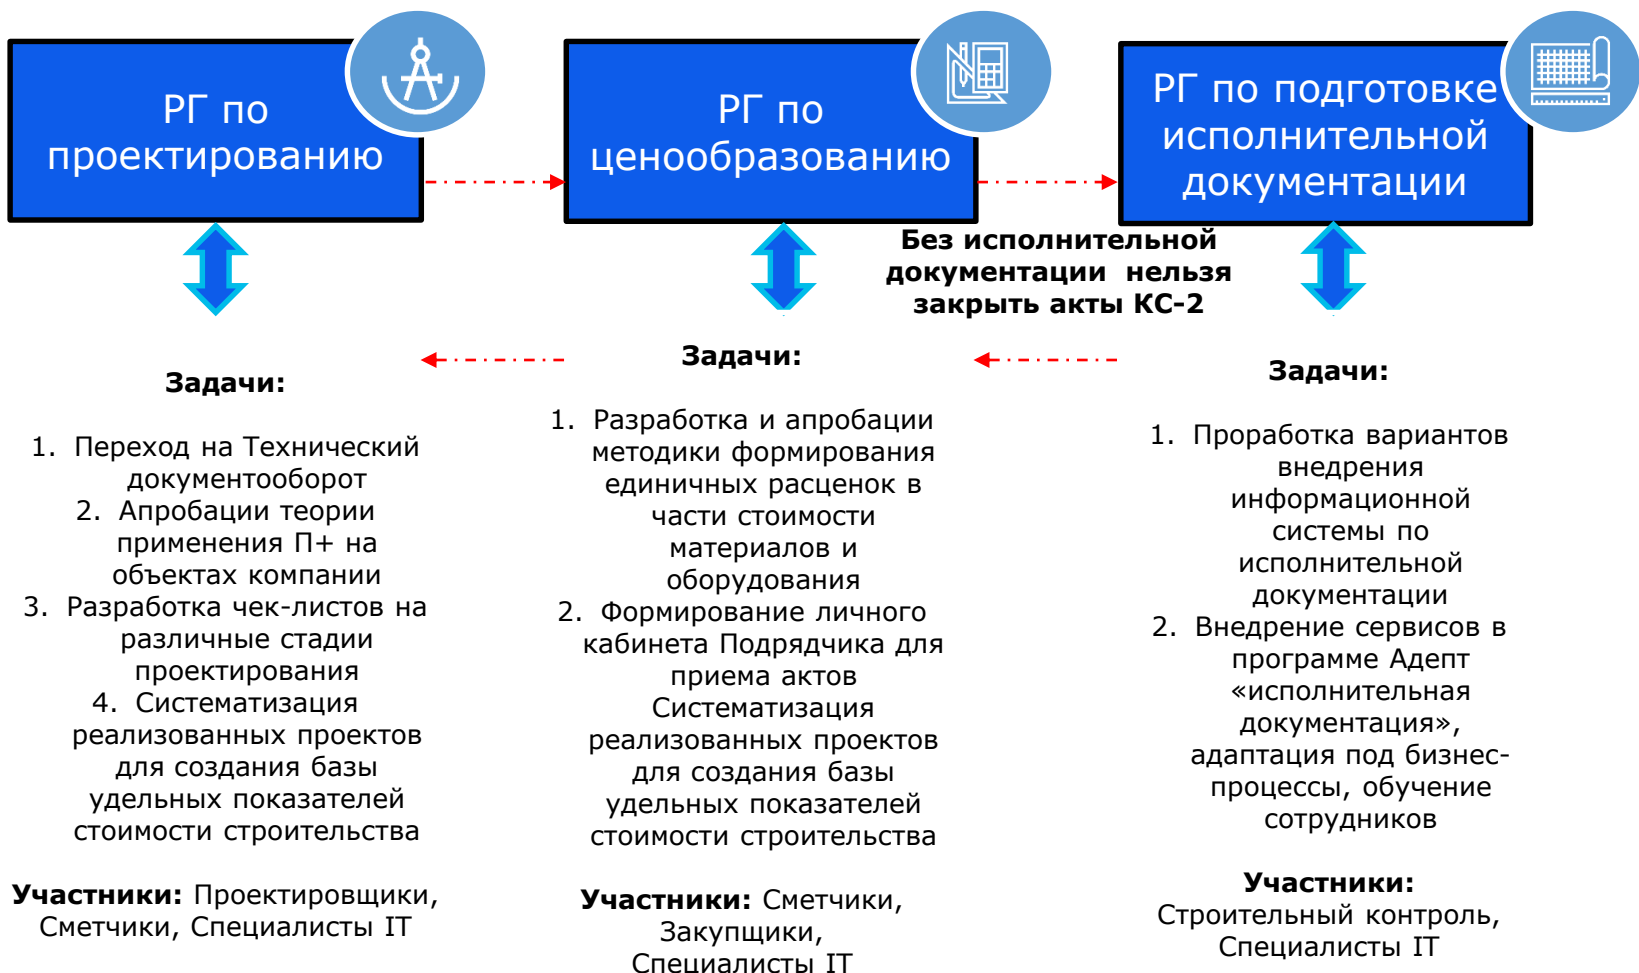 РГ по
проектированию
РГ по
ценообразованию
РГ по подготовке
исполнительной
документации
Без исполнительной
документации нельзя
закрыть акты КС-2
Задачи:
1. Переход на Технический
документооборот
2. Апробации теории
применения П+ на
объектах компании
3. Разработка чек-листов на
различные стадии
проектирования
4. Систематизация
реализованных проектов
для создания базы
удельных показателей
стоимости строительства
Участники: Проектировщики,
Сметчики, Специалисты IT
Задачи:
1. Разработка и апробации
методики формирования
единичных расценок в
части стоимости
материалов и
оборудования
2. Формирование личного
кабинета Подрядчика для
приема актов
Систематизация
реализованных проектов
для создания базы
удельных показателей
стоимости строительства
Участники: Сметчики,
Закупщики,
Специалисты IT
Задачи:
1. Проработка вариантов
внедрения
информационной
системы по
исполнительной
документации
2. Внедрение сервисов в
программе Адепт
«исполнительная
документация»,
адаптация под бизнес-
процессы, обучение
сотрудников
Участники:
Строительный контроль,
Специалисты IT